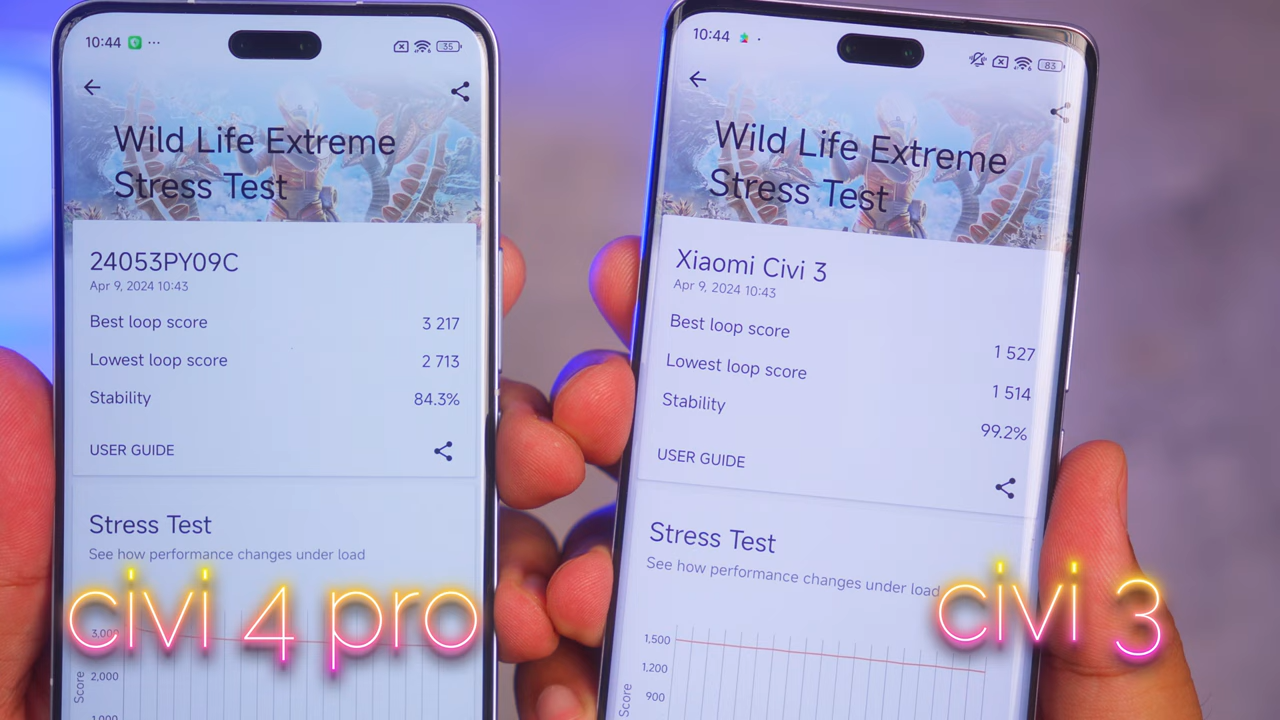 10:44
35
Wild Life Extreme
Stress Test
24053PY09C
Apr 9, 2024 10:43
Best loop score 3 217
Lowest loop score 2 713
Stability 84.3%
USER GUIDE
Stress Test
See how performance changes under load
3,000
2,000
1,000
Score
civi 4 pro
10:44
83
Wild Life Extreme
Stress Test
Xiaomi Civi 3
Apr 9, 2024 10:43
Best loop score 1 527
Lowest loop score 1 514
Stability 99.2%
USER GUIDE
Stress Test
See how performance changes under load
1,500
1,200
900
Score
civi 3